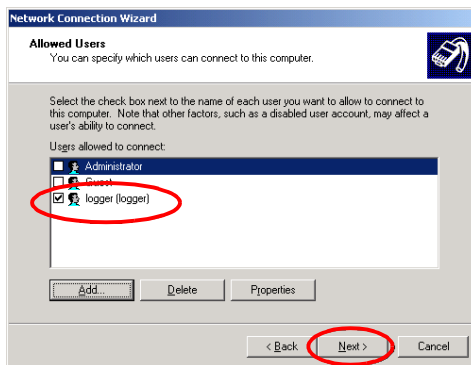 Network Connection Wizard
Allowed Users
You can specify which users can connect to this computer.
Select the check box next to the name of each user you want to allow to connect to
this computer. Note that other factors, such as a disabled user account, may affect a
user's ability to connect.
Users allowed to connect:
Administrator
Guest
logger (logger)
Add... Delete Properties
< Back Next > Cancel